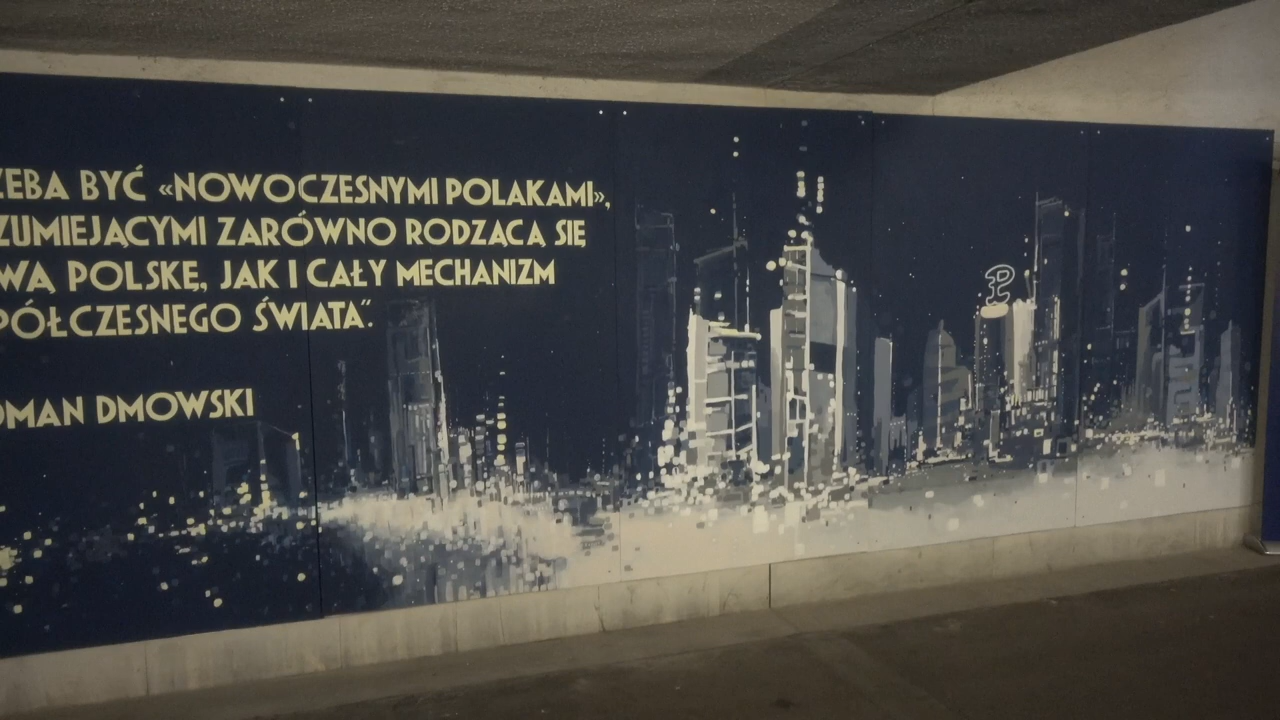 ZEBA BYĆ «NOWOCZESNYMI POLAKAMI»,
ZUMIEJĄCYMI ZARÓWNO RODZĄCĄ SIĘ
WĄ POLSKĘ, JAK I CAŁY MECHANIZM
PÓŁCZESNEGO ŚWIATA”
OMAN DMOWSKI